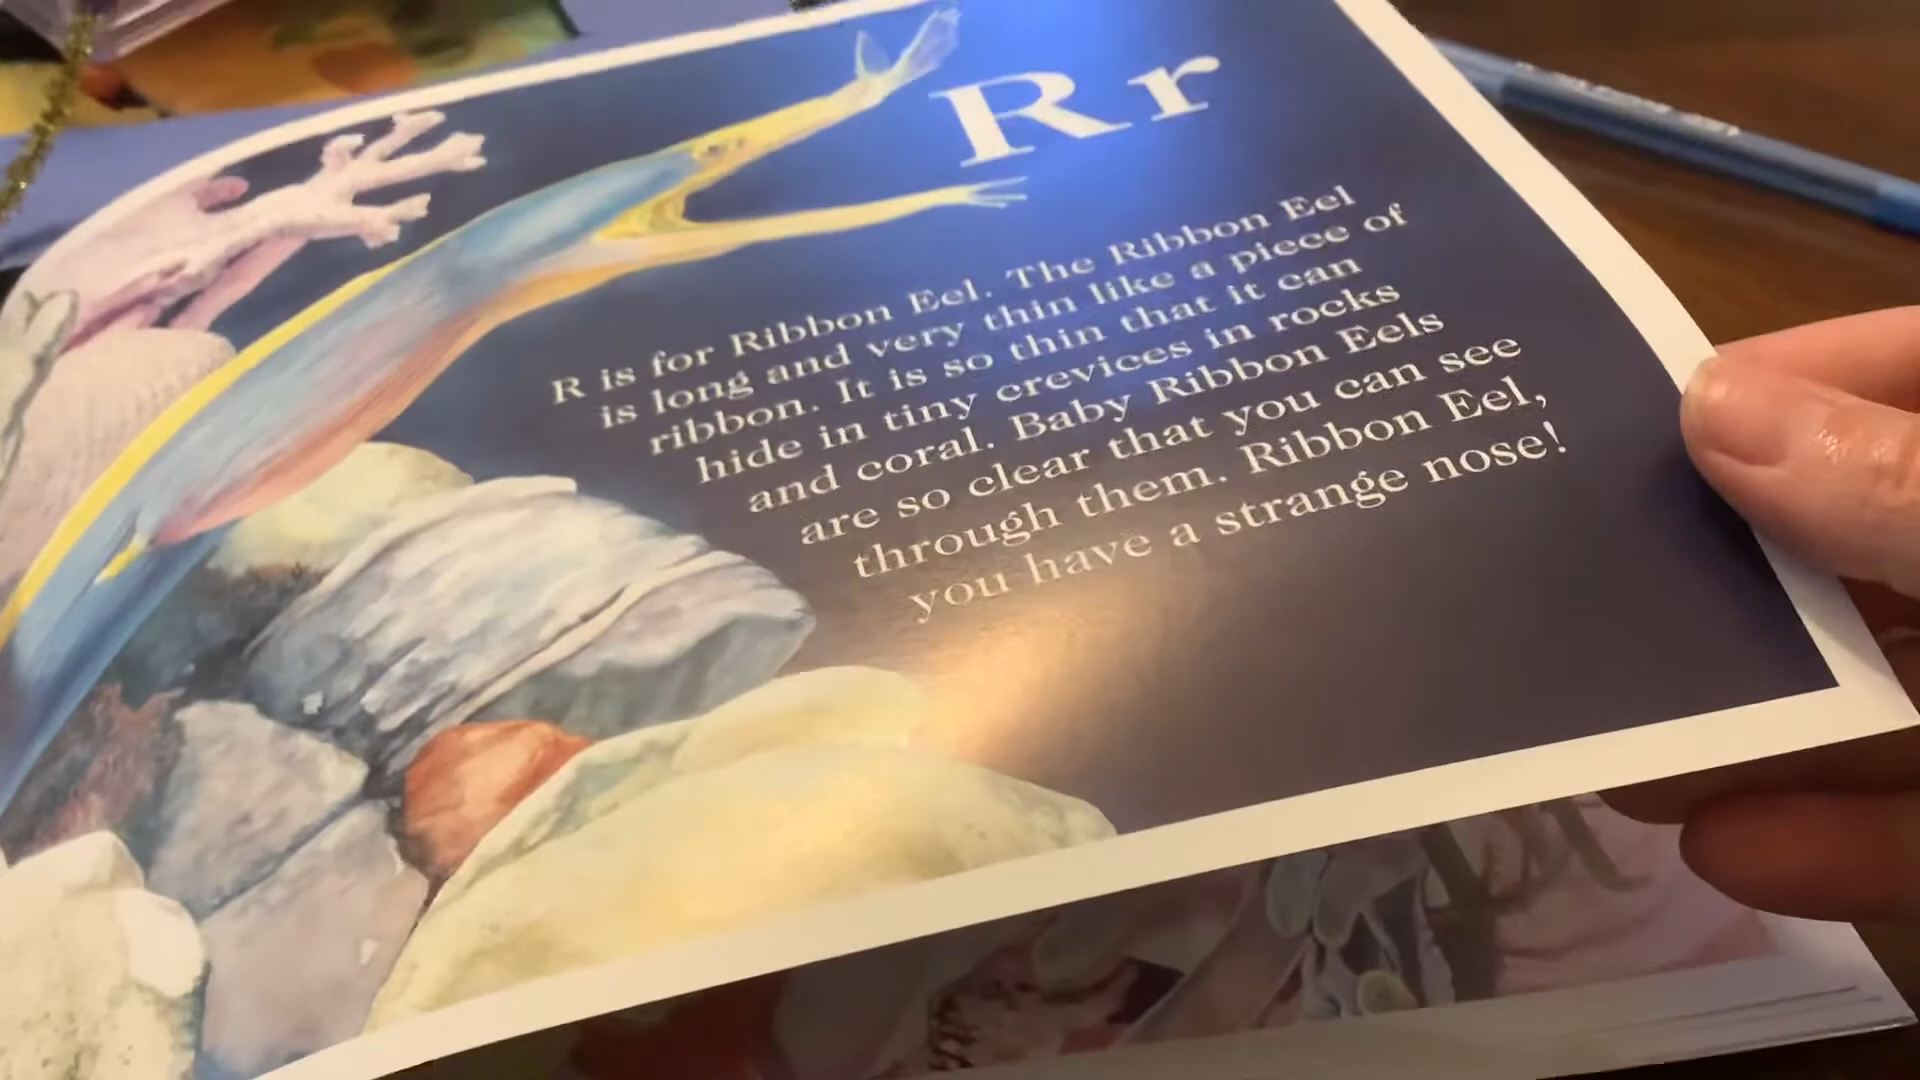 Rr
R is for Ribbon Eel. The Ribbon Eel
is long and very thin like a piece of
ribbon. It is so thin that it can
hide in tiny crevices in rocks
and coral. Baby Ribbon Eels
are so clear that you can see
through them. Ribbon Eel,
you have a strange nose!